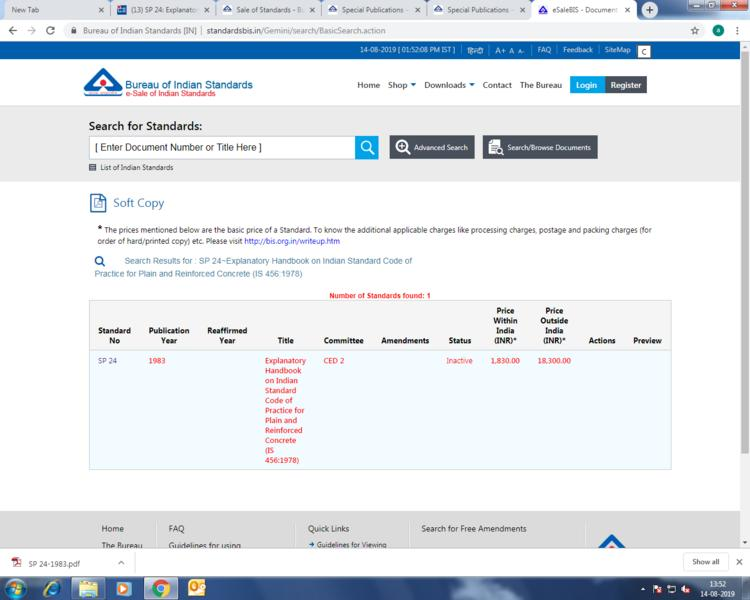 New Tab
(13) SP 24: Explanato
Sale of Standards - B
Special Publications -
Special Publications -
eSaleBIS - Document
Bureau of Indian Standards [IN] | standardsbis.in/Gemini/search/BasicSearch.action
14-08-2019 [ 01:52:08 PM IST ] | हिन्दी | A+ A A- | FAQ | Feedback | SiteMap C
Bureau of Indian Standards
e-Sale of Indian Standards
Home Shop Downloads Contact The Bureau Login Register
Search for Standards:
[ Enter Document Number or Title Here ]
Advanced Search
Search/Browse Documents
List of Indian Standards
Soft Copy
* The prices mentioned below are the basic price of a Standard. To know the additional applicable charges like processing charges, postage and packing charges (for
order of hard/printed copy) etc. Please visit http://bis.org.in/writeup.htm
Search Results for : SP 24~Explanatory Handbook on Indian Standard Code of
Practice for Plain and Reinforced Concrete (IS 456:1978)
Number of Standards found: 1
Standard No
Publication Year
Reaffirmed Year
Title
Committee
Amendments
Status
Price Within India (INR)*
Price Outside India (INR)*
Actions
Preview
SP 24
1983
Explanatory
Handbook
on Indian
Standard
Code of
Practice for
Plain and
Reinforced
Concrete
(IS
456:1978)
CED 2
Inactive
1,830.00
18,300.00
Home
The Bureau
FAQ
Guidelines for using
Quick Links
Guidelines for Viewing
Search for Free Amendments
SP 24-1983.pdf
Show all
13:52
14-08-2019